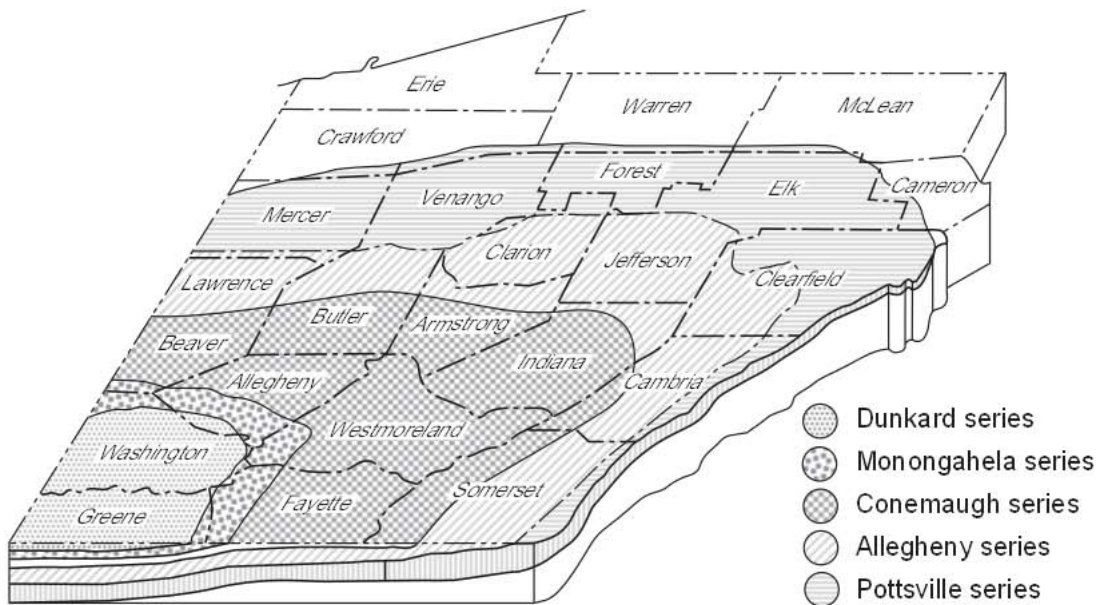 Erie
Warren
McLean
Crawford
Forest
Elk
Cameron
Venango
Mercer
Clarion
Jefferson
Clearfield
Lawrence
Butler
Armstrong
Beaver
Indiana
Allegheny
Cambria
Westmoreland
Washington
Somerset
Fayette
Greene
Dunkard series
Monongahela series
Conemaugh series
Allegheny series
Pottsville series